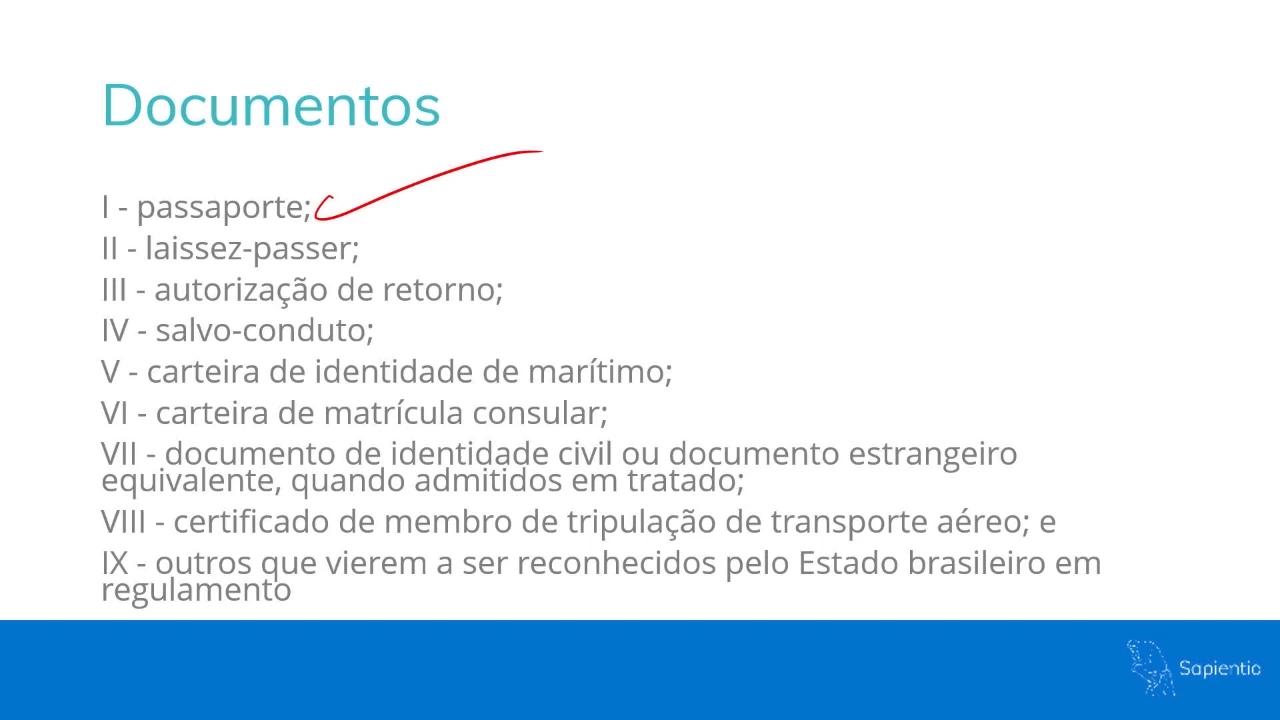 Documentos
I - passaporte;
II - laissez-passer;
III - autorização de retorno;
IV - salvo-conduto;
V - carteira de identidade de marítimo;
VI - carteira de matrícula consular;
VII - documento de identidade civil ou documento estrangeiro
equivalente, quando admitidos em tratado;
VIII - certificado de membro de tripulação de transporte aéreo; e
IX - outros que vierem a ser reconhecidos pelo Estado brasileiro em
regulamento
Sapientia